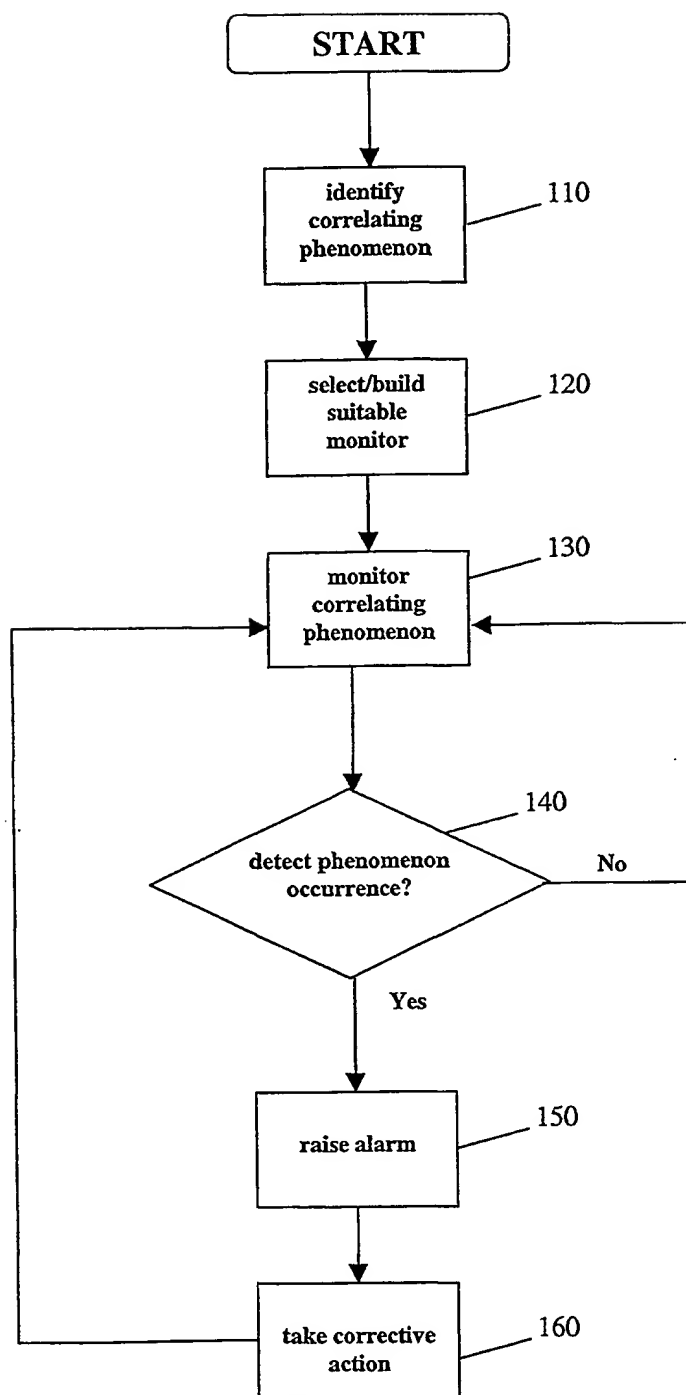 START
identify
correlating
phenomenon
110
select/build
suitable
monitor
120
monitor
correlating
phenomenon
130
detect phenomenon
occurrence?
140
No
Yes
raise alarm
150
take corrective
action
160